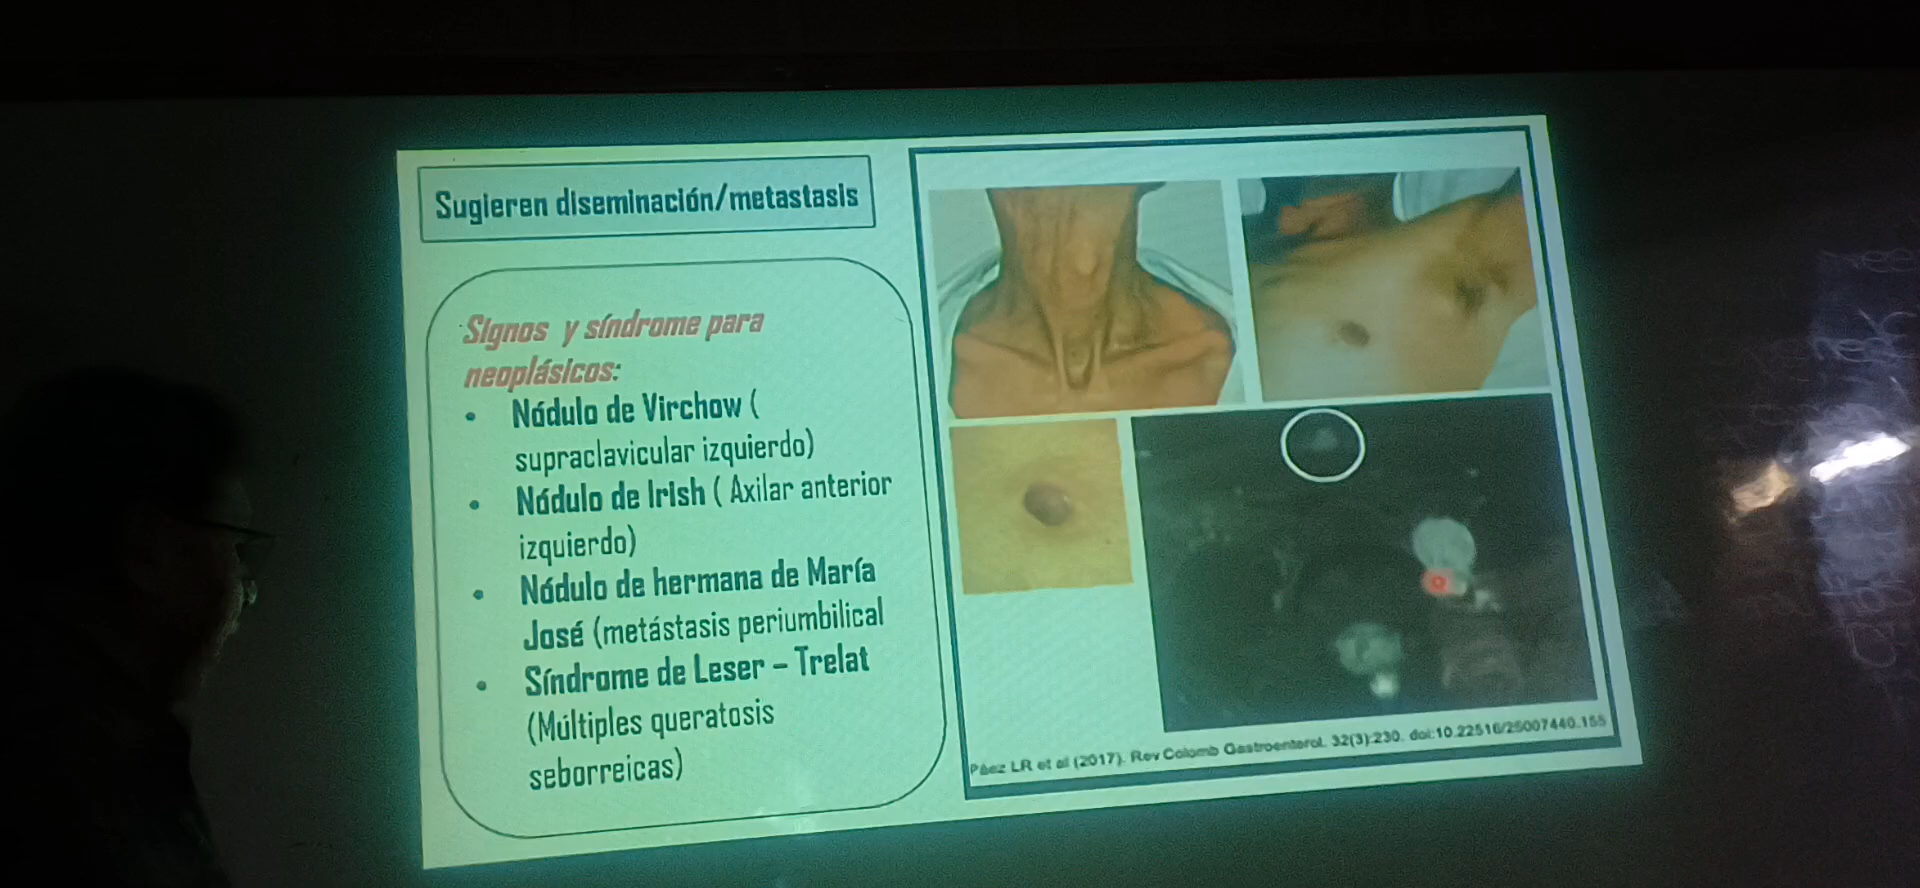 Sugieren diseminación/metastasis
Signos y síndrome para
neoplásicos:
• Nódulo de Virchow (
supraclavicular izquierdo)
• Nódulo de Irish ( Axilar anterior
izquierdo)
• Nódulo de hermana de María
José (metástasis periumbilical
• Síndrome de Leser – Trelat
(Múltiples queratosis
seborreicas)
Páez LR et al (2017). Rev Colomb Gastroenterol. 32(3):230. doi:10.22516/25007440.155